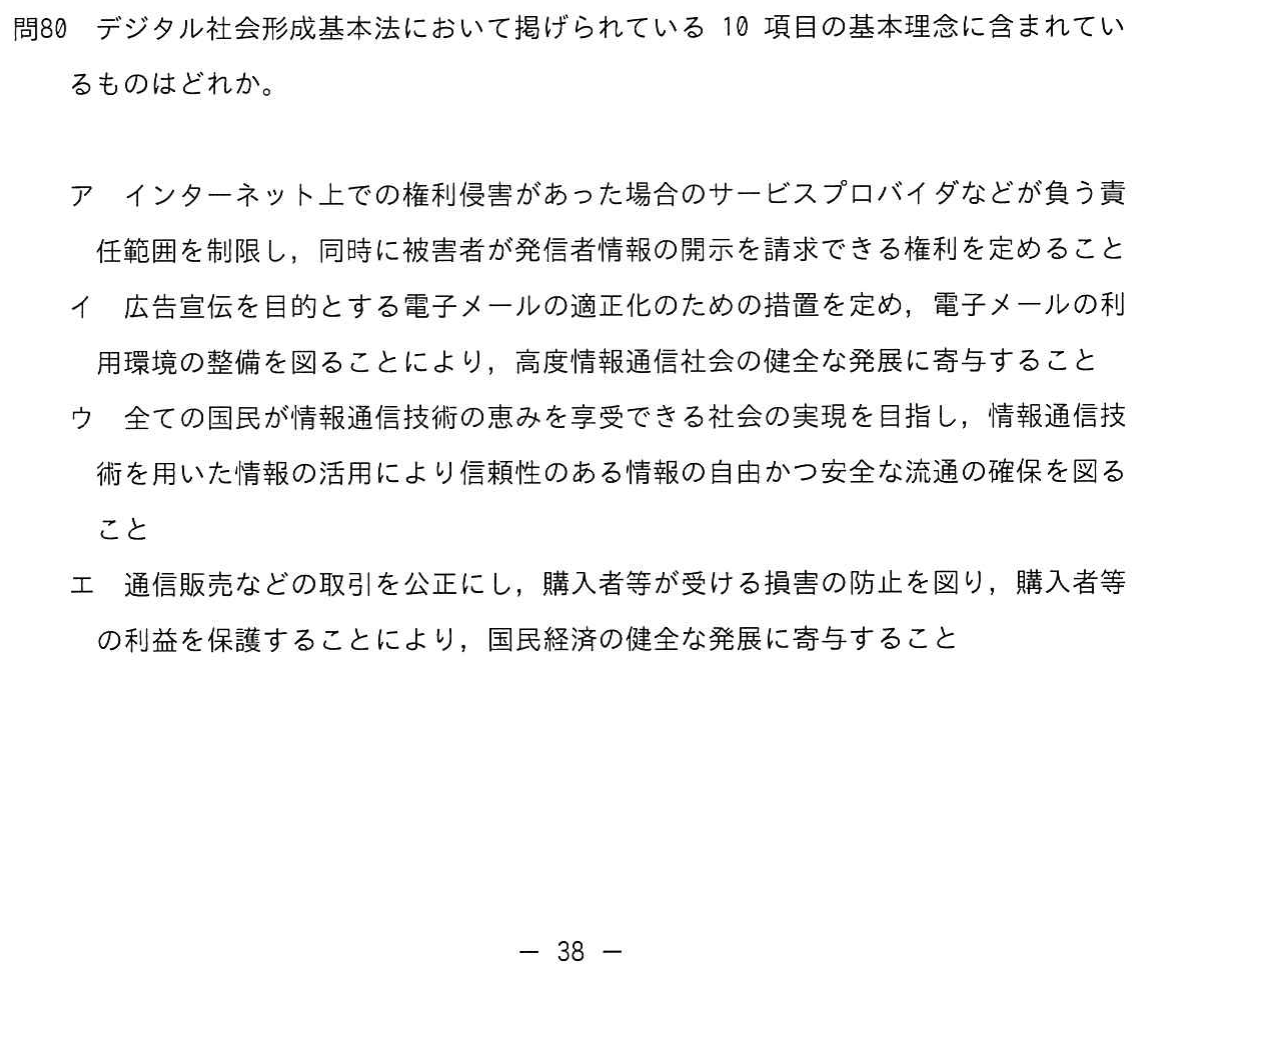 問80 デジタル社会形成基本法において掲げられている 10 項目の基本理念に含まれてい
るものはどれか。
ア インターネット上での権利侵害があった場合のサービスプロバイダなどが負う責
任範囲を制限し，同時に被害者が発信者情報の開示を請求できる権利を定めること
イ 広告宣伝を目的とする電子メールの適正化のための措置を定め，電子メールの利
用環境の整備を図ることにより，高度情報通信社会の健全な発展に寄与すること
ウ 全ての国民が情報通信技術の恵みを享受できる社会の実現を目指し，情報通信技
術を用いた情報の活用により信頼性のある情報の自由かつ安全な流通の確保を図る
こと
エ 通信販売などの取引を公正にし，購入者等が受ける損害の防止を図り，購入者等
の利益を保護することにより，国民経済の健全な発展に寄与すること
－ 38 －